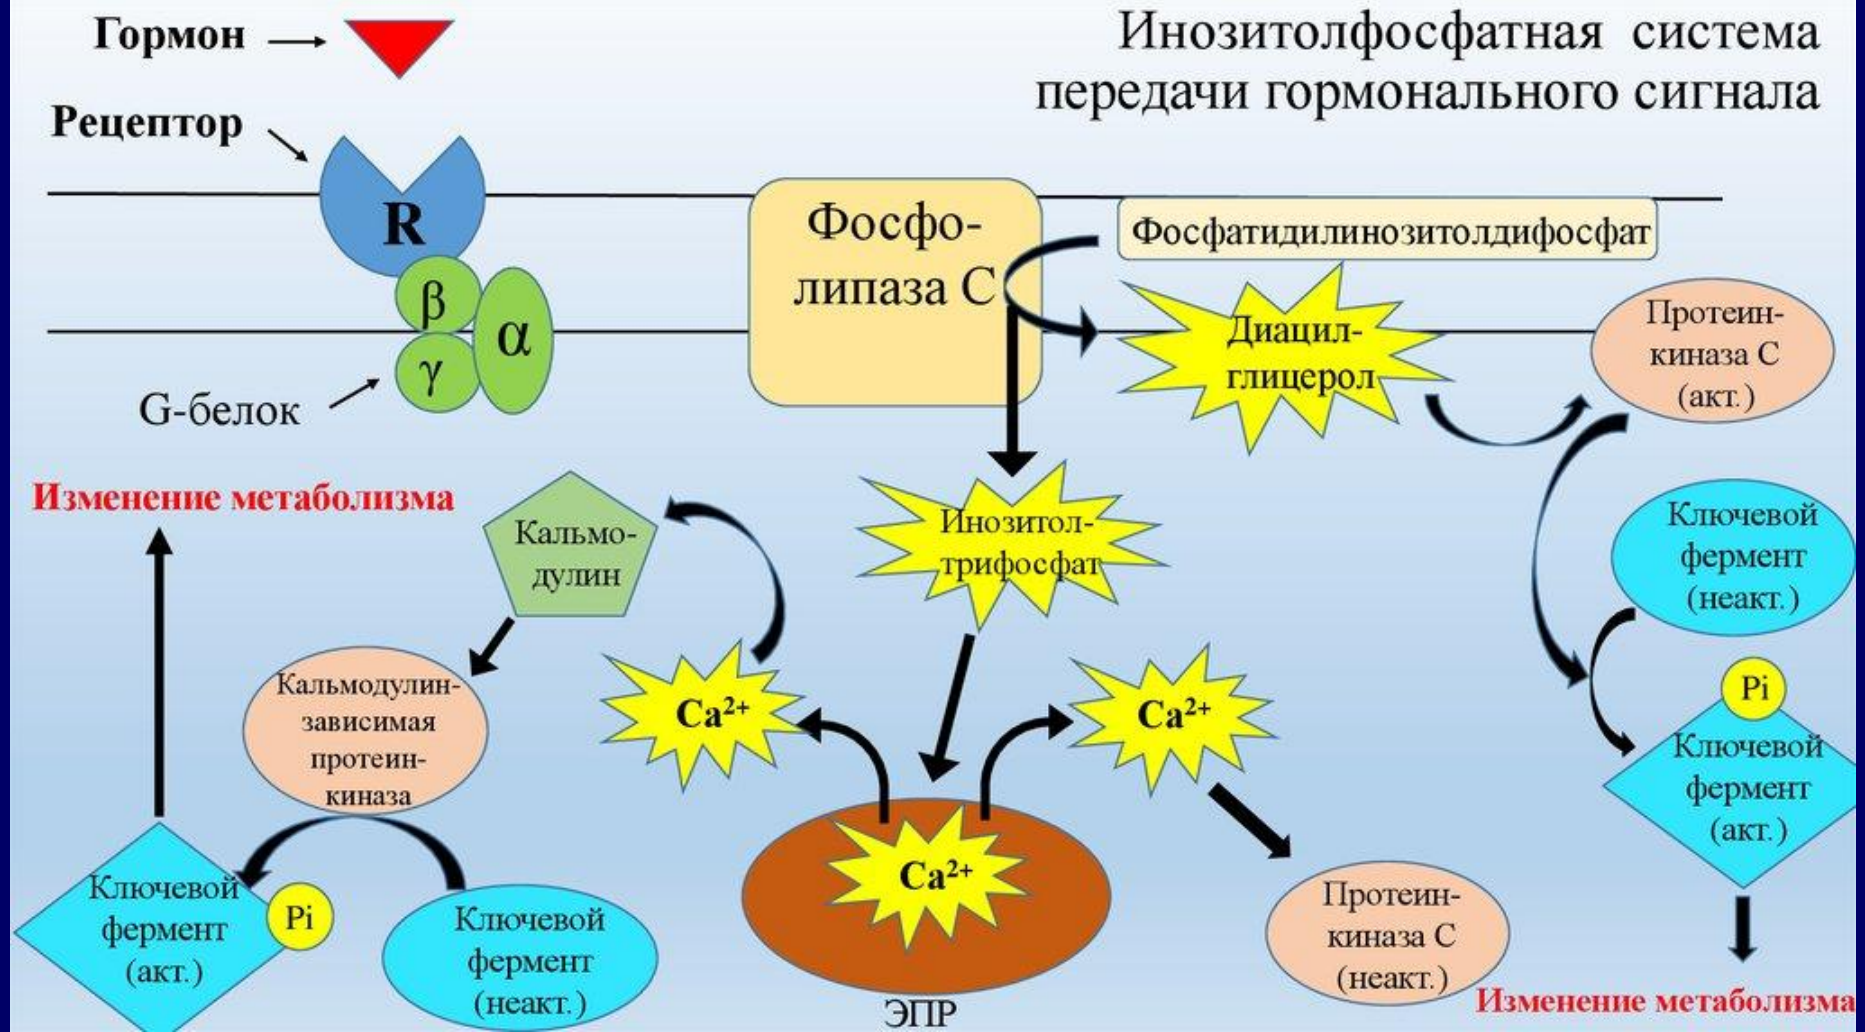 Гормон
Инозитолфосфатная система
передачи гормонального сигнала
Рецептор
R
β
α
γ
G-белок
Фосфо-
липаза С
Фосфатидилинозитолдифосфат
Диацил-
глицерол
Протеин-
киназа С
(акт.)
Изменение метаболизма
Кальмо-
дулин
Инозитол-
трифосфат
Ключевой
фермент
(неакт.)
Кальмодулин-
зависимая
протеин-
киназа
Ca²⁺
Ca²⁺
Pi
Ключевой
фермент
(акт.)
Ключевой
фермент
(акт.)
Pi
Ключевой
фермент
(неакт.)
Ca²⁺
ЭПР
Протеин-
киназа С
(неакт.)
Изменение метаболизма